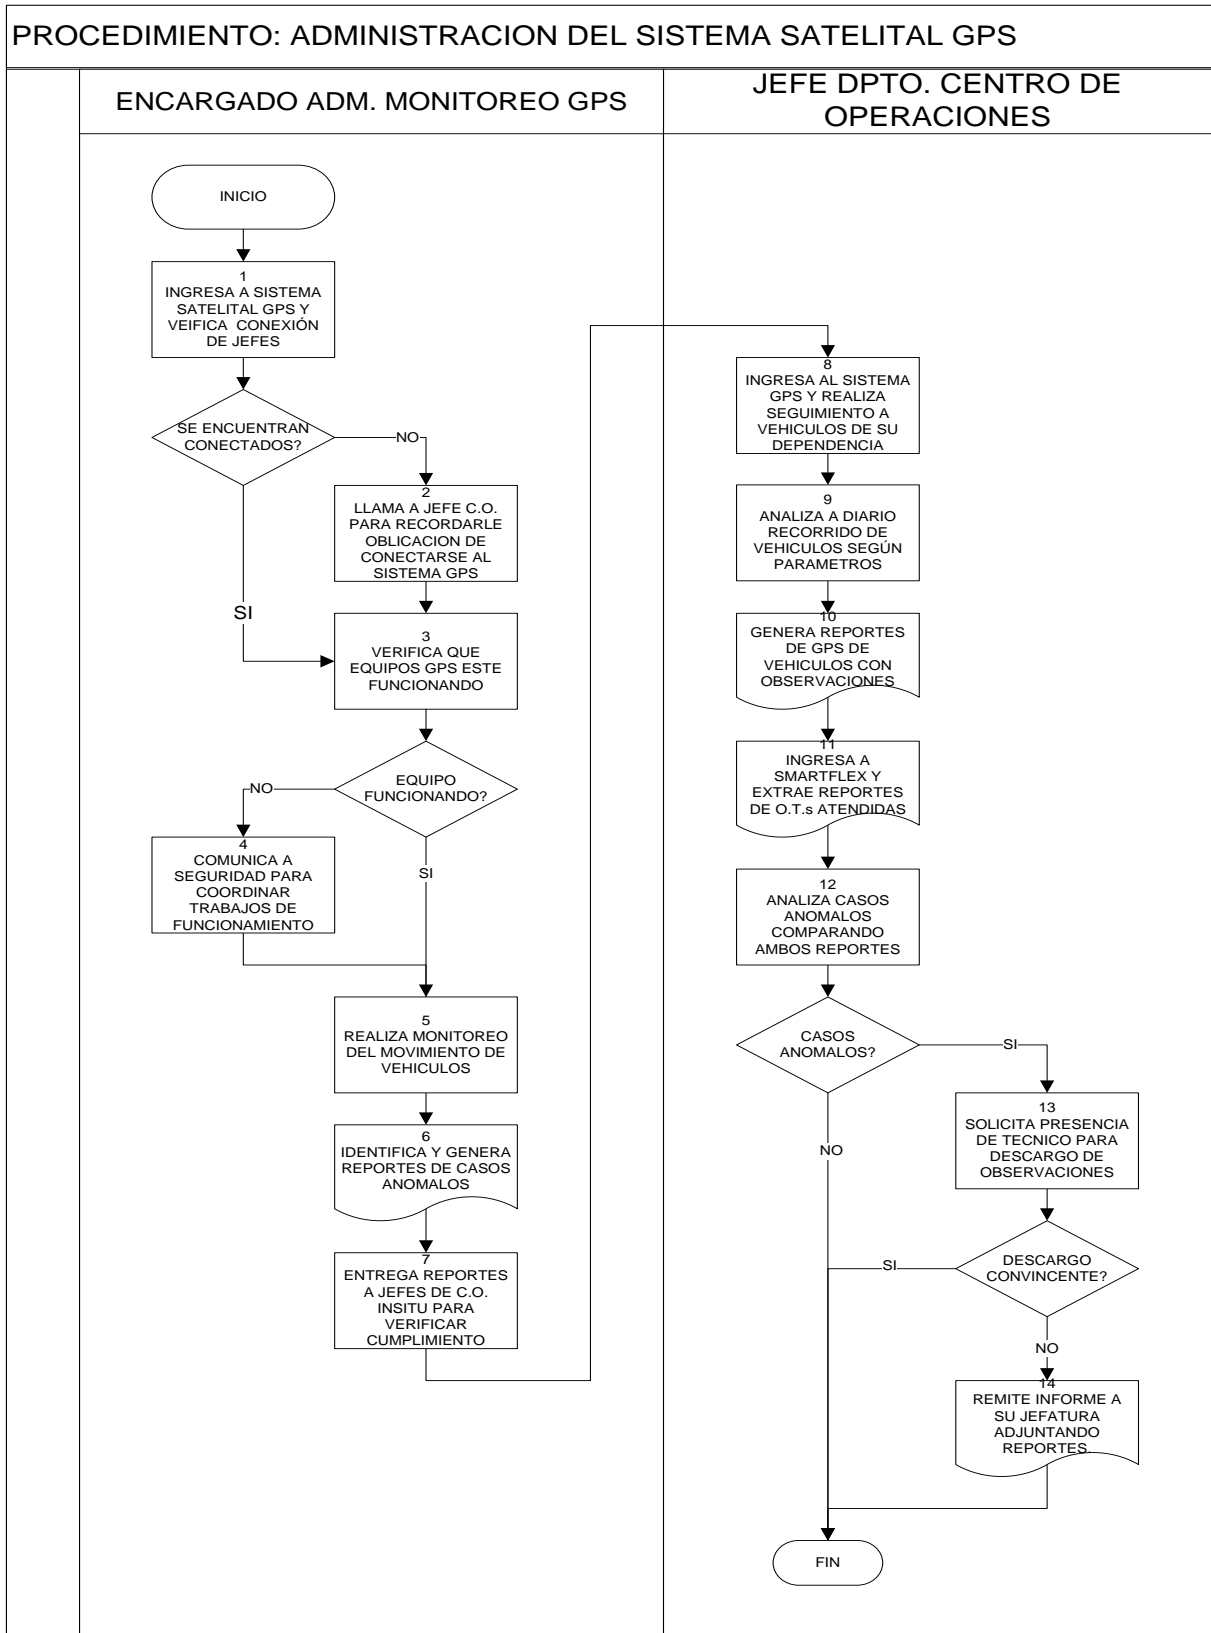 PROCEDIMIENTO: ADMINISTRACION DEL SISTEMA SATELITAL GPS
ENCARGADO ADM. MONITOREO GPS
JEFE DPTO. CENTRO DE
OPERACIONES
INICIO
1
INGRESA A SISTEMA
SATELITAL GPS Y
VEIFICA CONEXIÓN
DE JEFES
SE ENCUENTRAN
CONECTADOS?
NO
2
LLAMA A JEFE C.O.
PARA RECORDARLE
OBLICACION DE
CONECTARSE AL
SISTEMA GPS
SI
3
VERIFICA QUE
EQUIPOS GPS ESTE
FUNCIONANDO
EQUIPO
FUNCIONANDO?
NO
4
COMUNICA A
SEGURIDAD PARA
COORDINAR
TRABAJOS DE
FUNCIONAMIENTO
SI
5
REALIZA MONITOREO
DEL MOVIMIENTO DE
VEHICULOS
6
IDENTIFICA Y GENERA
REPORTES DE CASOS
ANOMALOS
7
ENTREGA REPORTES
A JEFES DE C.O.
INSITU PARA
VERIFICAR
CUMPLIMIENTO
8
INGRESA AL SISTEMA
GPS Y REALIZA
SEGUIMIENTO A
VEHICULOS DE SU
DEPENDENCIA
9
ANALIZA A DIARIO
RECORRIDO DE
VEHICULOS SEGÚN
PARAMETROS
10
GENERA REPORTES
DE GPS DE
VEHICULOS CON
OBSERVACIONES
11
INGRESA A
SMARTFLEX Y
EXTRAE REPORTES
DE O.T.s ATENDIDAS
12
ANALIZA CASOS
ANOMALOS
COMPARANDO
AMBOS REPORTES
CASOS
ANOMALOS?
SI
NO
13
SOLICITA PRESENCIA
DE TECNICO PARA
DESCARGO DE
OBSERVACIONES
DESCARGO
CONVINCENTE?
SI
NO
14
REMITE INFORME A
SU JEFATURA
ADJUNTANDO
REPORTES.
FIN